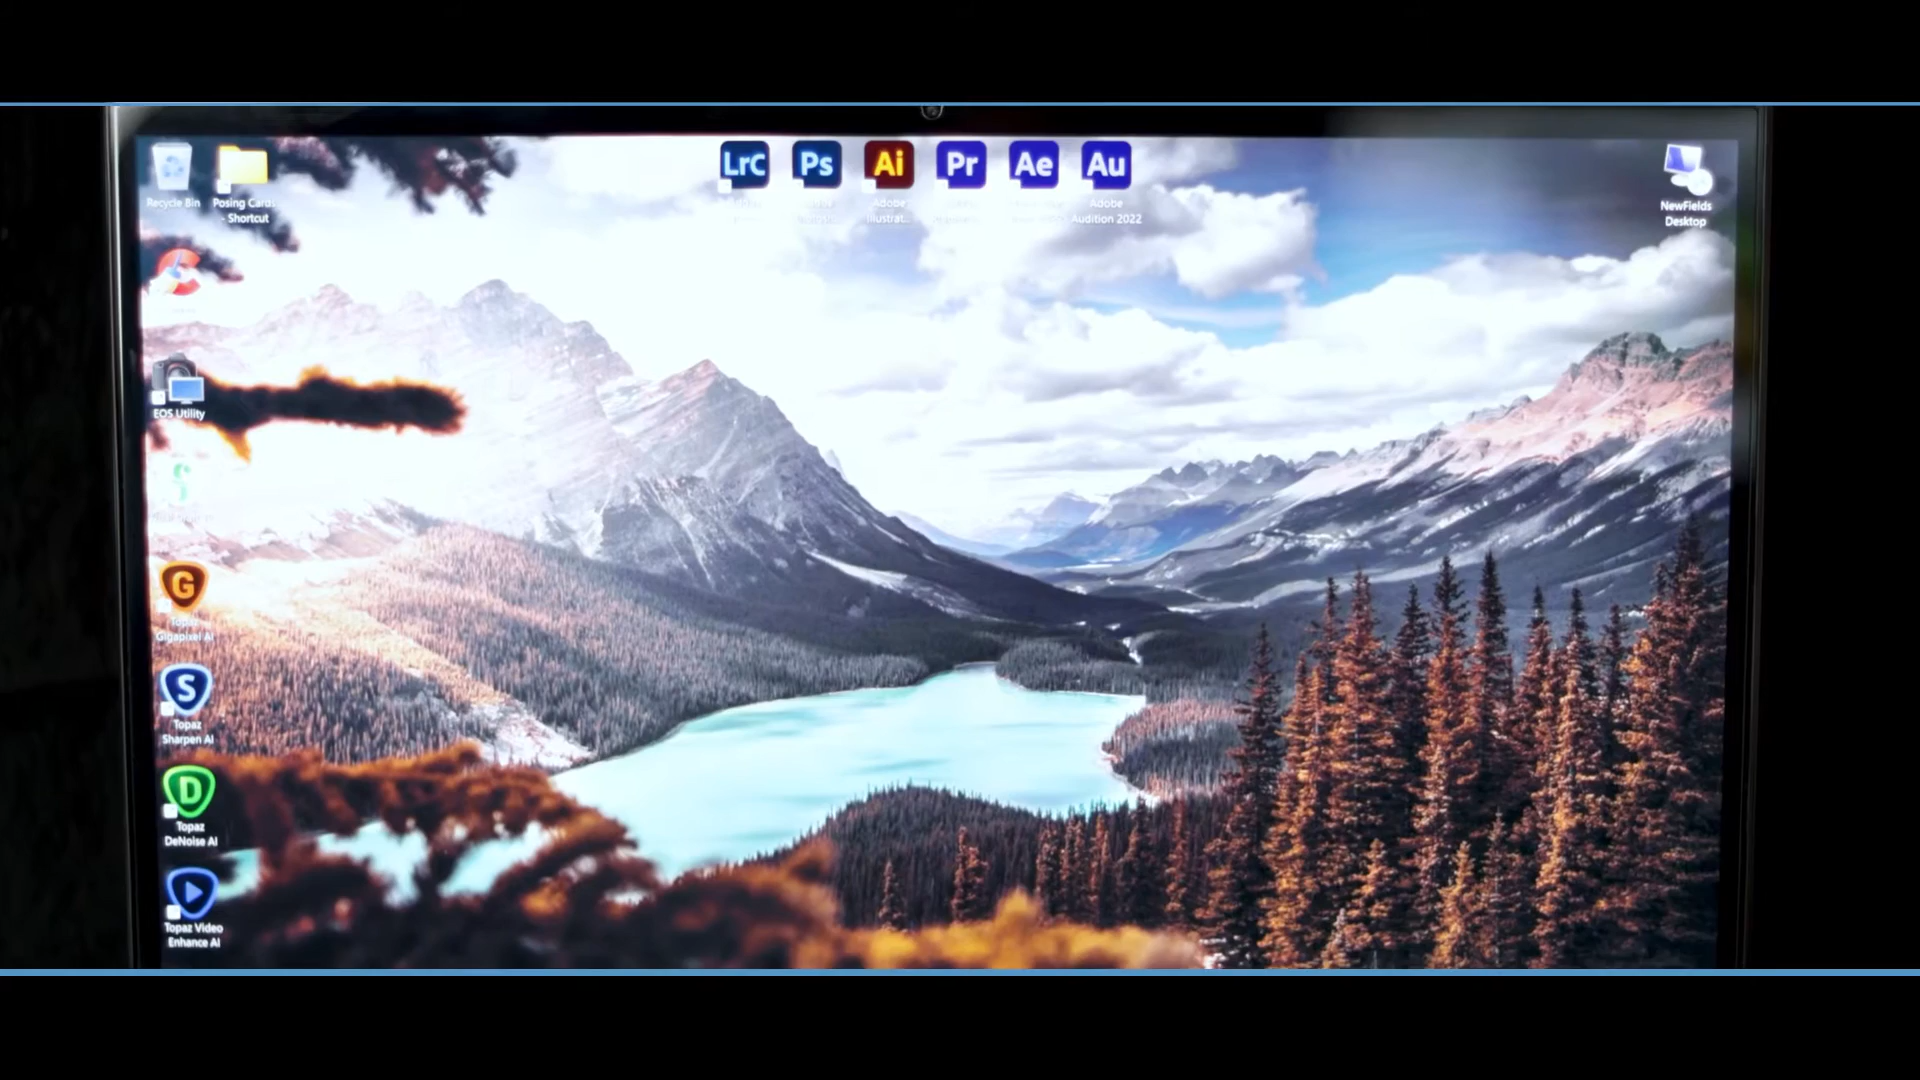 LrC
Ps
Ai
Pr
Ae
Au
Recycle Bin
Posing Cards
- Shortcut
Adobe
Illustrat...
Adobe
Audition 2022
NewFields
Desktop
EOS Utility
G
Topaz
Gigapixel AI
S
Topaz
Sharpen AI
D
Topaz
DeNoise AI
Topaz Video
Enhance AI